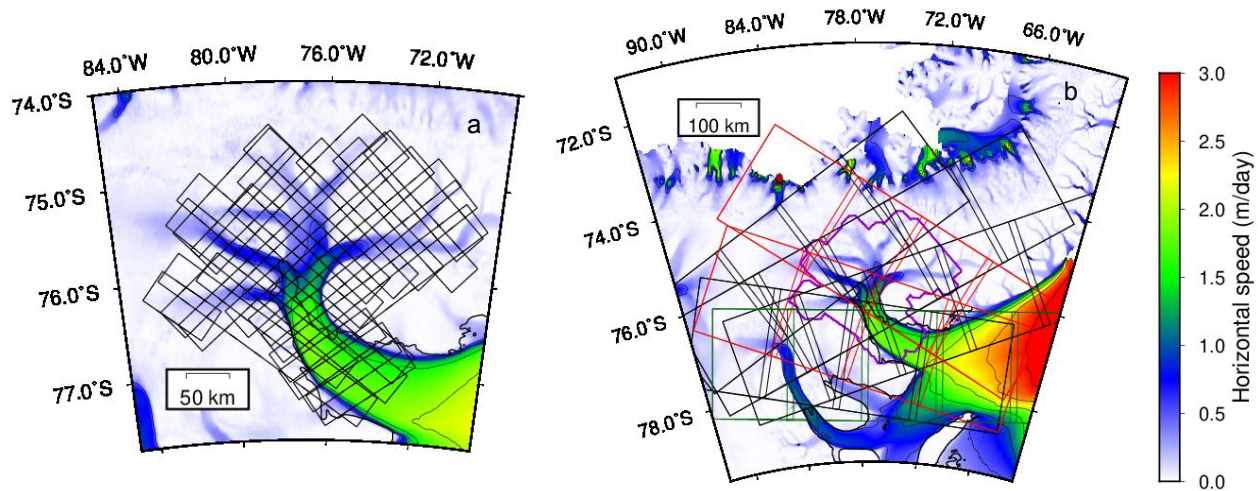 84.0°W
80.0°W
76.0°W
72.0°W
74.0°S
75.0°S
76.0°S
77.0°S
a
50 km
90.0°W
84.0°W
78.0°W
72.0°W
66.0°W
72.0°S
74.0°S
76.0°S
78.0°S
b
100 km
3.0
2.5
2.0
1.5
1.0
0.5
0.0
Horizontal speed (m/day)